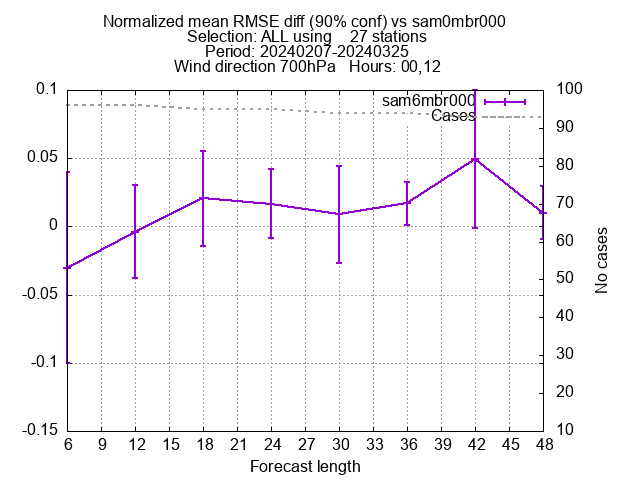 Normalized mean RMSE diff (90% conf) vs sam0mbr000
Selection: ALL using    27 stations
Period: 20240207-20240325
Wind direction 700hPa   Hours: 00,12
sam6mbr000
Cases
0.1
0.05
0
-0.05
-0.1
-0.15
100
90
80
70
60
50
40
30
20
10
No cases
6 9 12 15 18 21 24 27 30 33 36 39 42 45 48
Forecast length